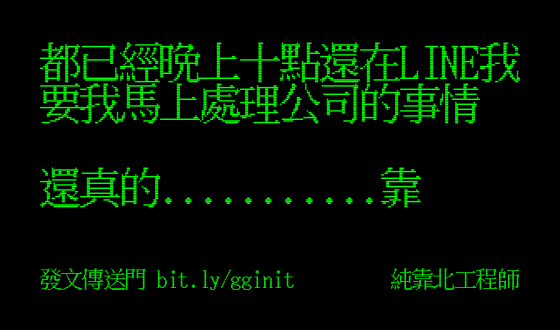 都已經晚上十點還在LINE我
要我馬上處理公司的事情
還真的...........靠
發文傳送門 bit.ly/gginit
純靠北工程師